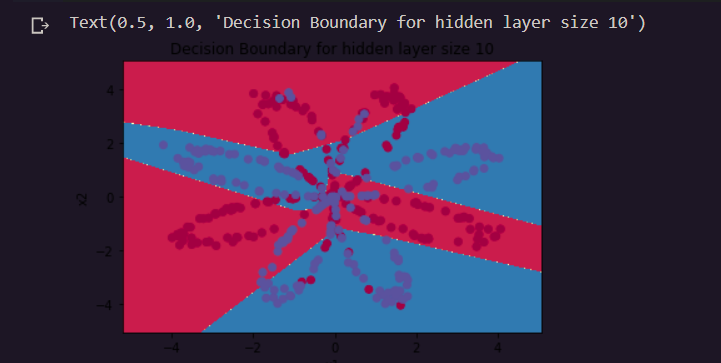 Text(0.5, 1.0, 'Decision Boundary for hidden layer size 10')
Decision Boundary for hidden layer size 10
4
2
0
−2
−4
x2
−4 −2 0 2 4